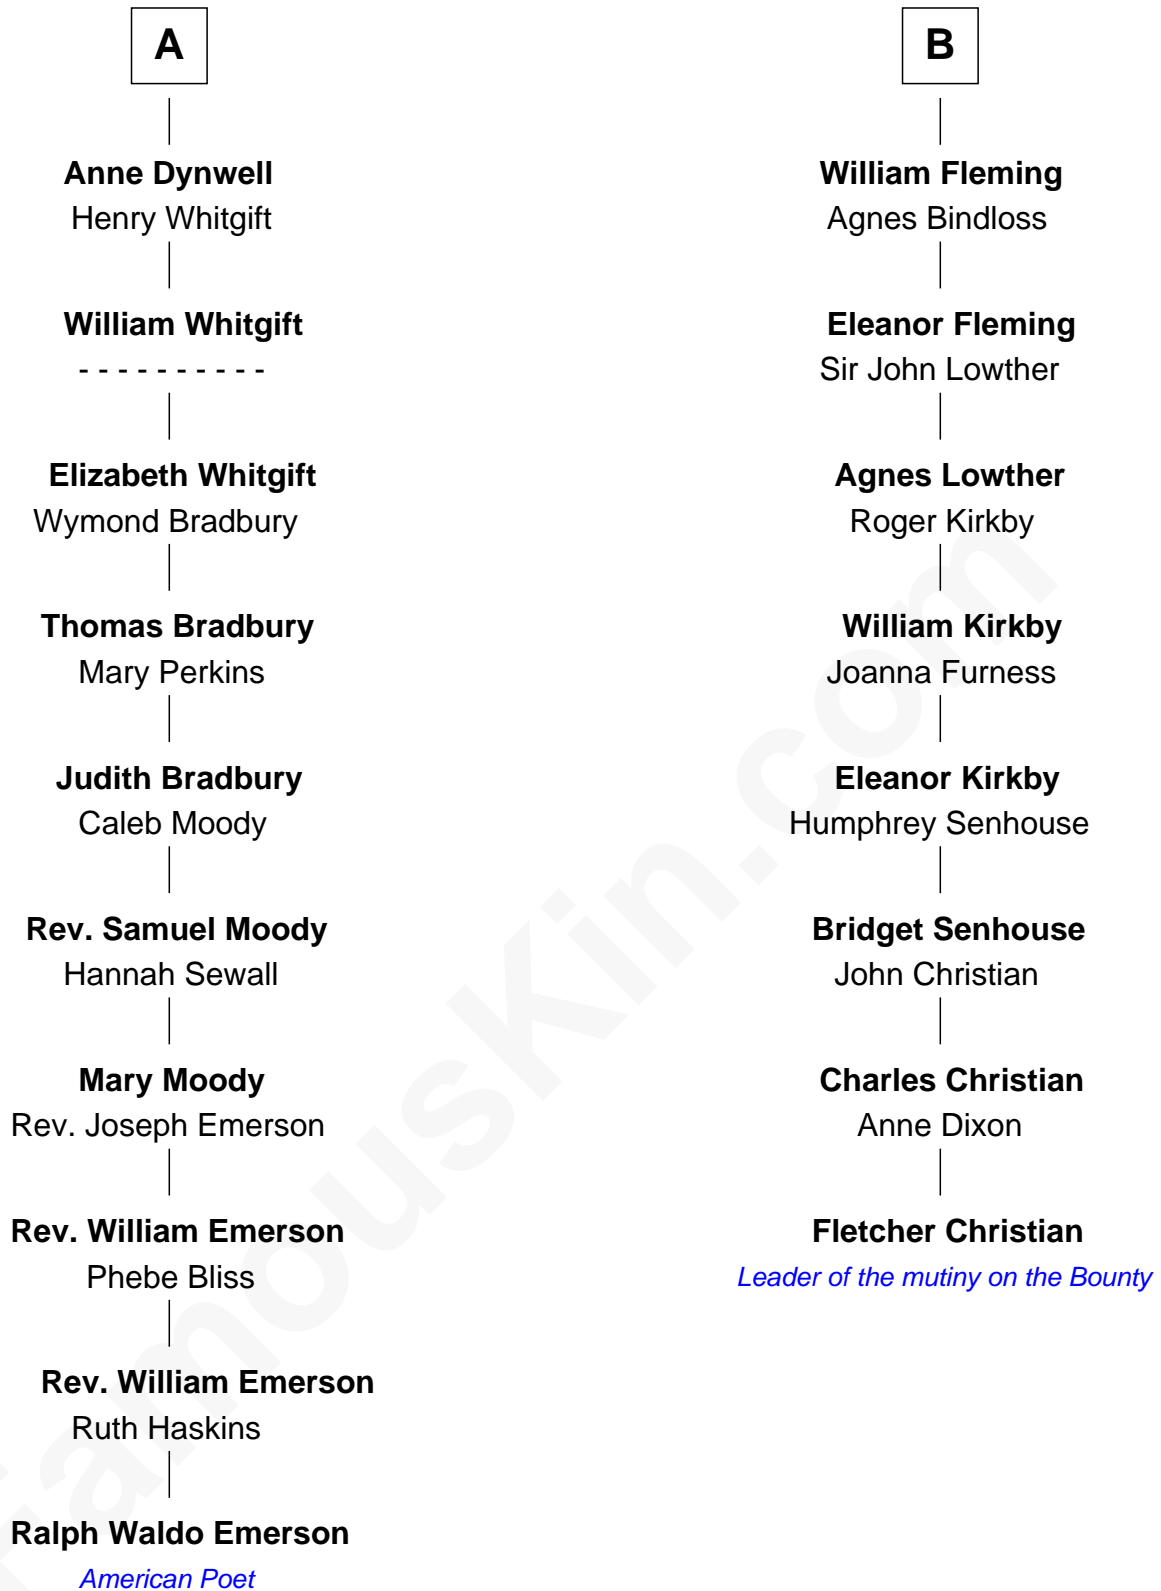 A
Anne Dynwell
Henry Whitgift
William Whitgift
- - - - - - - - - -
Elizabeth Whitgift
Wymond Bradbury
Thomas Bradbury
Mary Perkins
Judith Bradbury
Caleb Moody
Rev. Samuel Moody
Hannah Sewall
Mary Moody
Rev. Joseph Emerson
Rev. William Emerson
Phebe Bliss
Rev. William Emerson
Ruth Haskins
Ralph Waldo Emerson
American Poet
B
William Fleming
Agnes Bindloss
Eleanor Fleming
Sir John Lowther
Agnes Lowther
Roger Kirkby
William Kirkby
Joanna Furness
Eleanor Kirkby
Humphrey Senhouse
Bridget Senhouse
John Christian
Charles Christian
Anne Dixon
Fletcher Christian
Leader of the mutiny on the Bounty
FamousKin.com